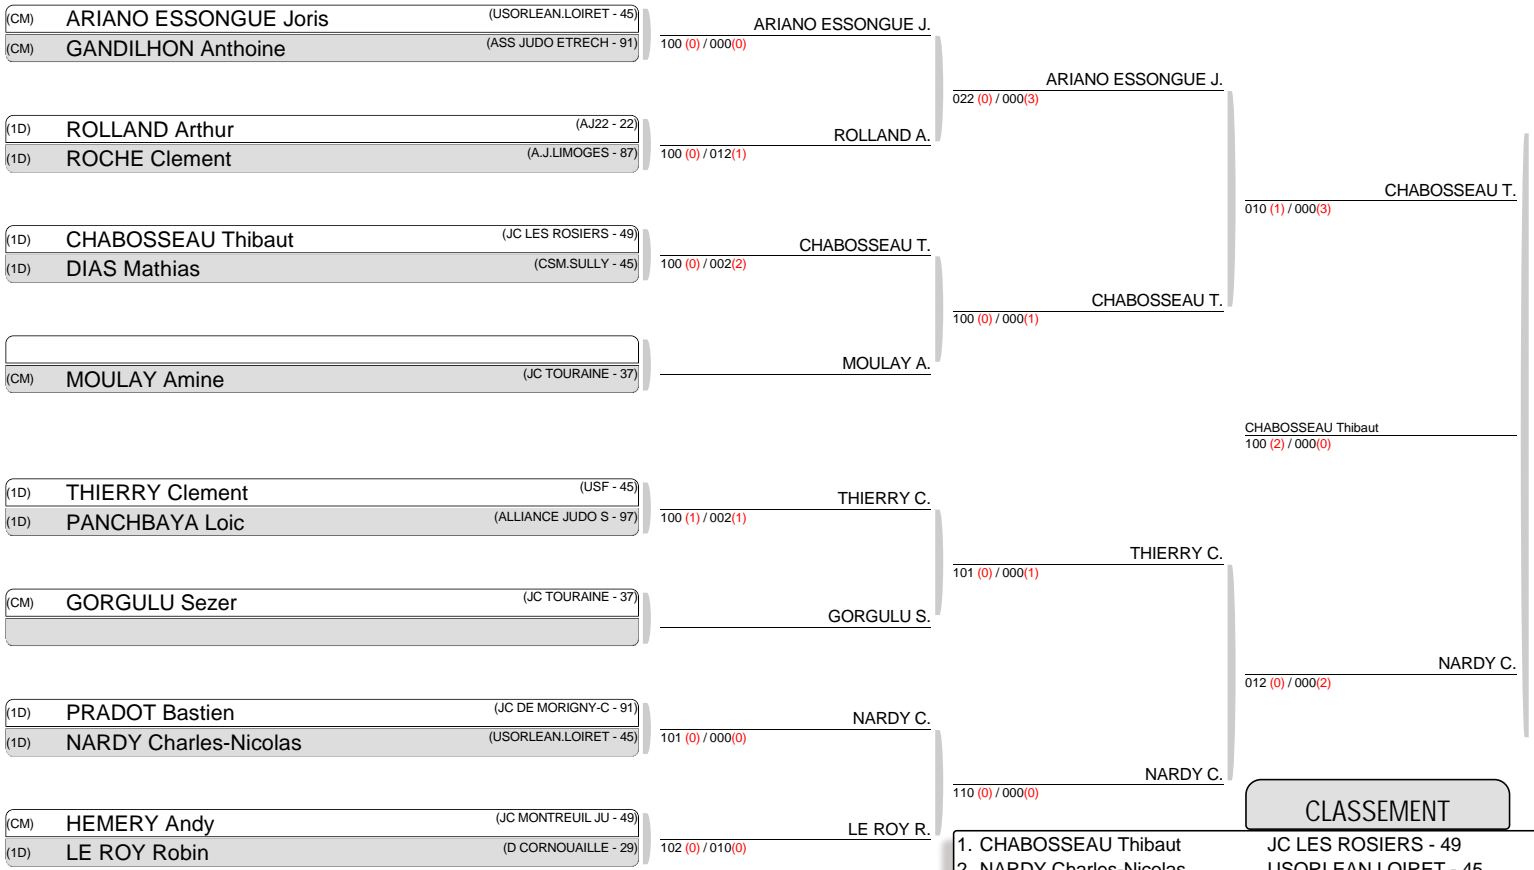 (CM) ARIANO ESSONGUE Joris (USORLEAN.LOIRET - 45)
(CM) GANDILHON Anthoine (ASS JUDO ETRECH - 91)
(1D) ROLLAND Arthur (AJ22 - 22)
(1D) ROCHE Clement (A.J.LIMOGES - 87)
(1D) CHABOSSEAU Thibaut (JC LES ROSIERS - 49)
(1D) DIAS Mathias (CSM.SULLY - 45)
(CM) MOULAY Amine (JC TOURAINE - 37)
(1D) THIERRY Clement (USF - 45)
(1D) PANCHBAYA Loic (ALLIANCE JUDO S - 97)
(CM) GORGULU Sezer (JC TOURAINE - 37)
(1D) PRADOT Bastien (JC DE MORIGNY-C - 91)
(1D) NARDY Charles-Nicolas (USORLEAN.LOIRET - 45)
(CM) HEMERY Andy (JC MONTREUIL JU - 49)
(1D) LE ROY Robin (D CORNOUAILLE - 29)
ARIANO ESSONGUE J.
100 (0) / 000(0)
ROLLAND A.
100 (0) / 012(1)
CHABOSSEAU T.
100 (0) / 002(2)
MOULAY A.
THIERRY C.
100 (1) / 002(1)
GORGULU S.
NARDY C.
101 (0) / 000(0)
LE ROY R.
102 (0) / 010(0)
ARIANO ESSONGUE J.
022 (0) / 000(3)
CHABOSSEAU T.
100 (0) / 000(1)
THIERRY C.
101 (0) / 000(1)
NARDY C.
110 (0) / 000(0)
CHABOSSEAU T.
010 (1) / 000(3)
CHABOSSEAU Thibaut
100 (2) / 000(0)
NARDY C.
012 (0) / 000(2)
CLASSEMENT
1. CHABOSSEAU Thibaut JC LES ROSIERS - 49
2. NARDY Charles-Nicolas USORLEAN.LOIRET - 45